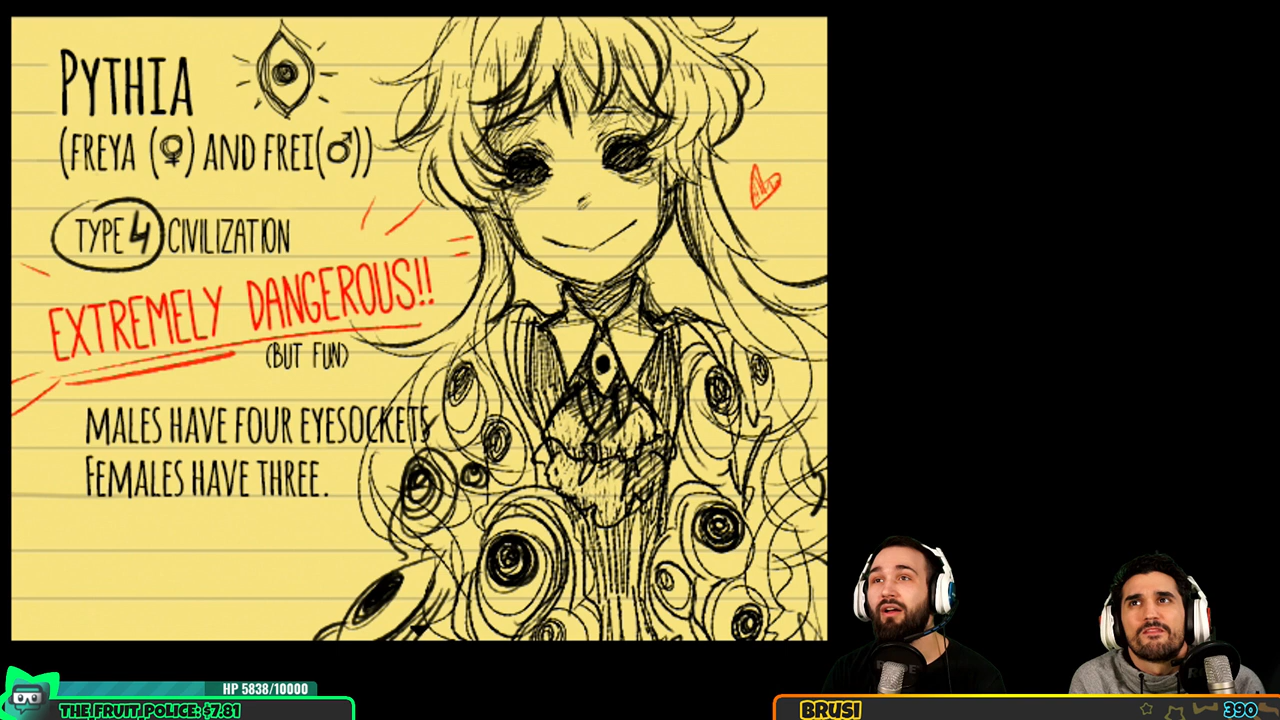 PYTHIA
(FREYA (♀) AND FREI(♂))
TYPE 4 CIVILIZATION
EXTREMELY DANGEROUS!!
(BUT FUN)
MALES HAVE FOUR EYESOCKETS
FEMALES HAVE THREE.
HP 5838/10000
THE FRUIT POLICE: $7.81
BRUSI
390